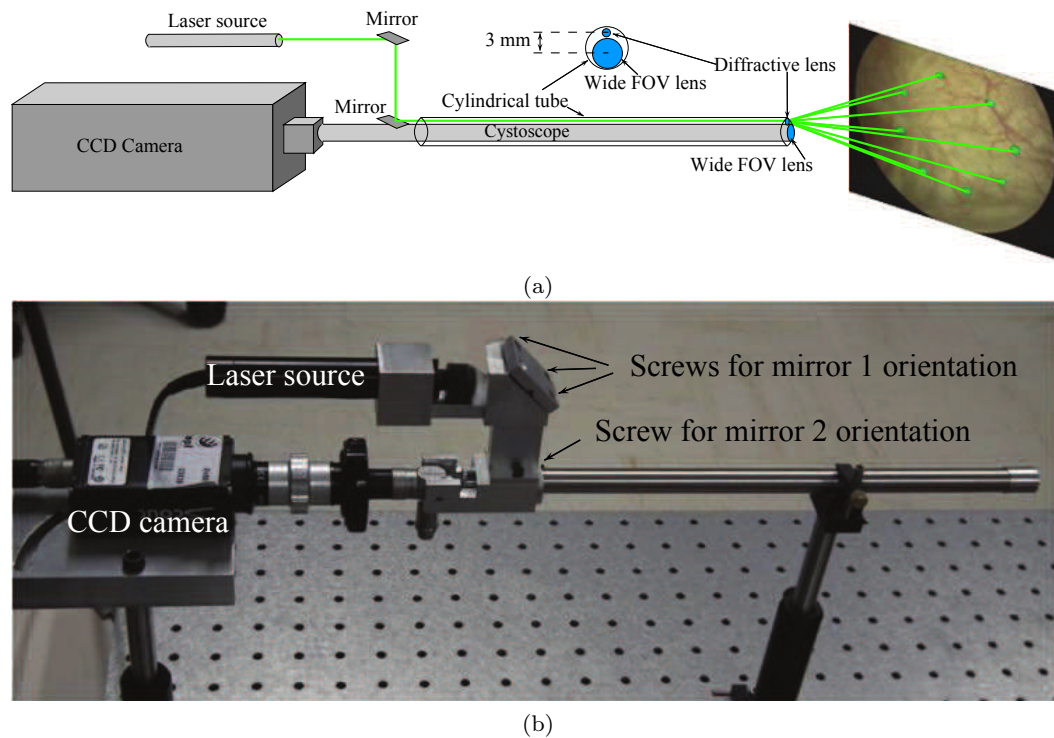 Laser source
Mirror
3 mm
Wide FOV lens
Diffractive lens
Cylindrical tube
Mirror
Cystoscope
CCD Camera
Wide FOV lens
(a)
Laser source
Screws for mirror 1 orientation
Screw for mirror 2 orientation
CCD camera
(b)